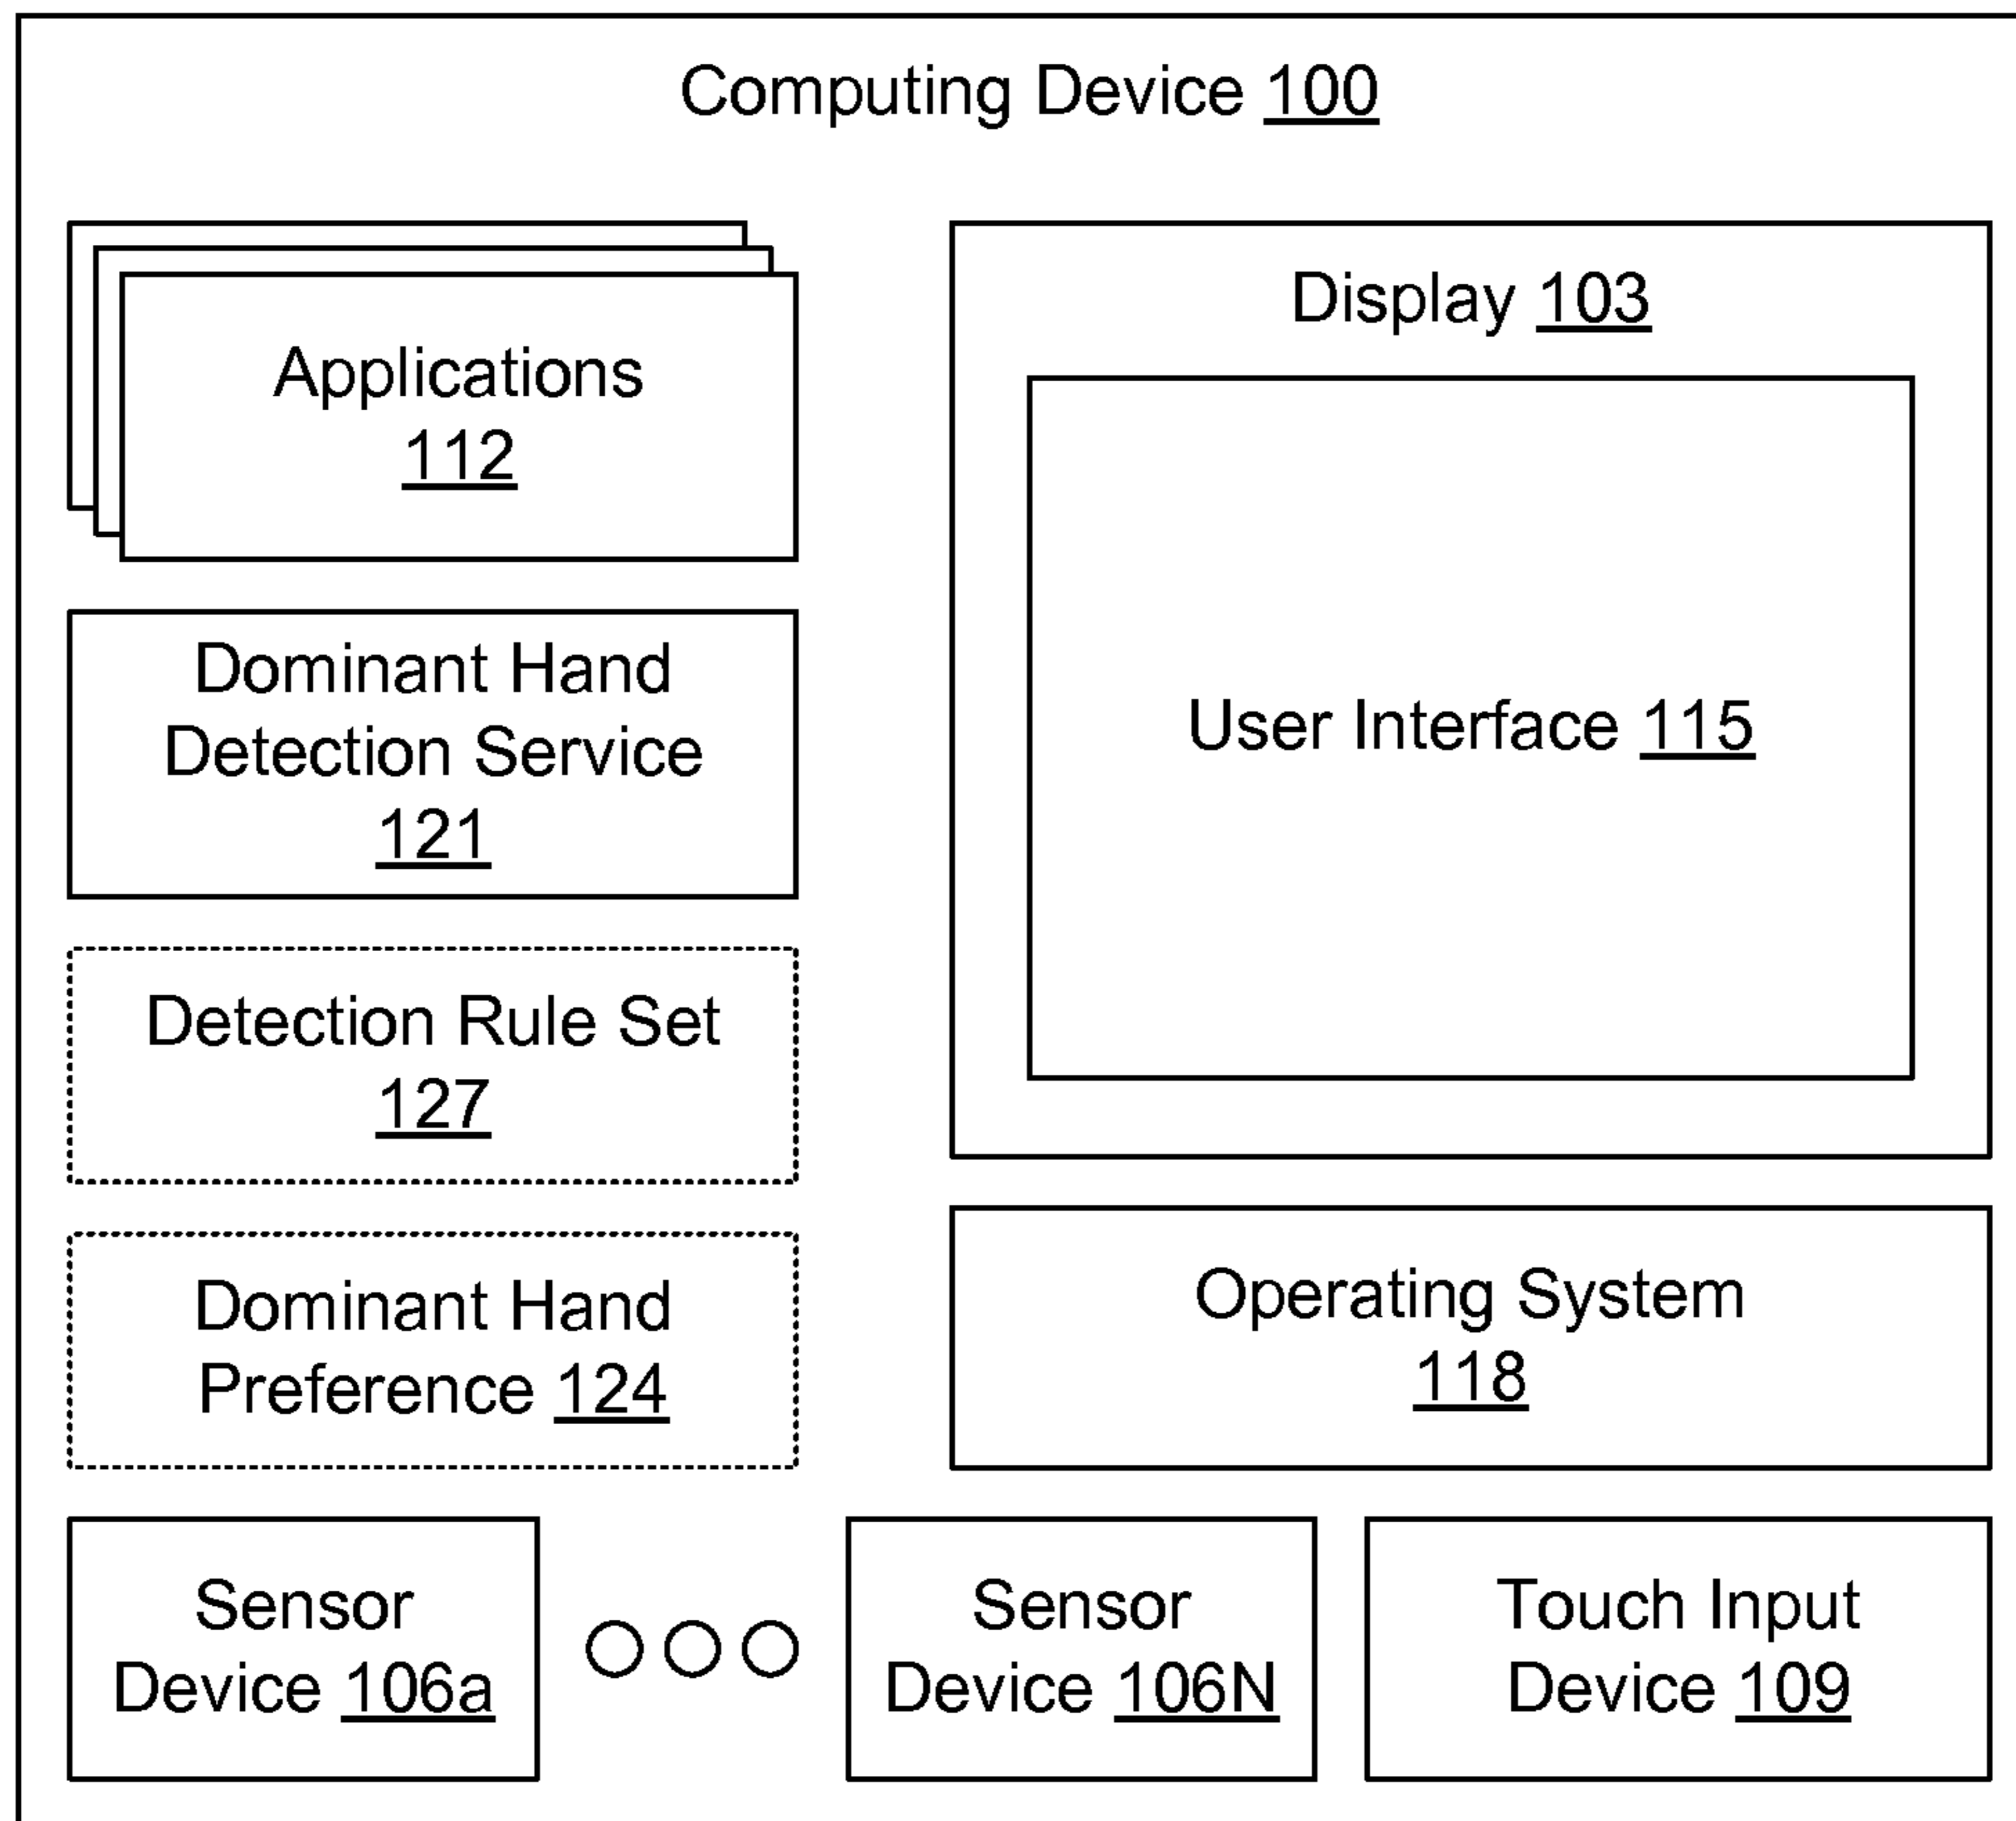 Computing Device 100
Applications
112
Dominant Hand
Detection Service
121
Detection Rule Set
127
Dominant Hand
Preference 124
Display 103
User Interface 115
Operating System
118
Sensor
Device 106a
Sensor
Device 106N
Touch Input
Device 109